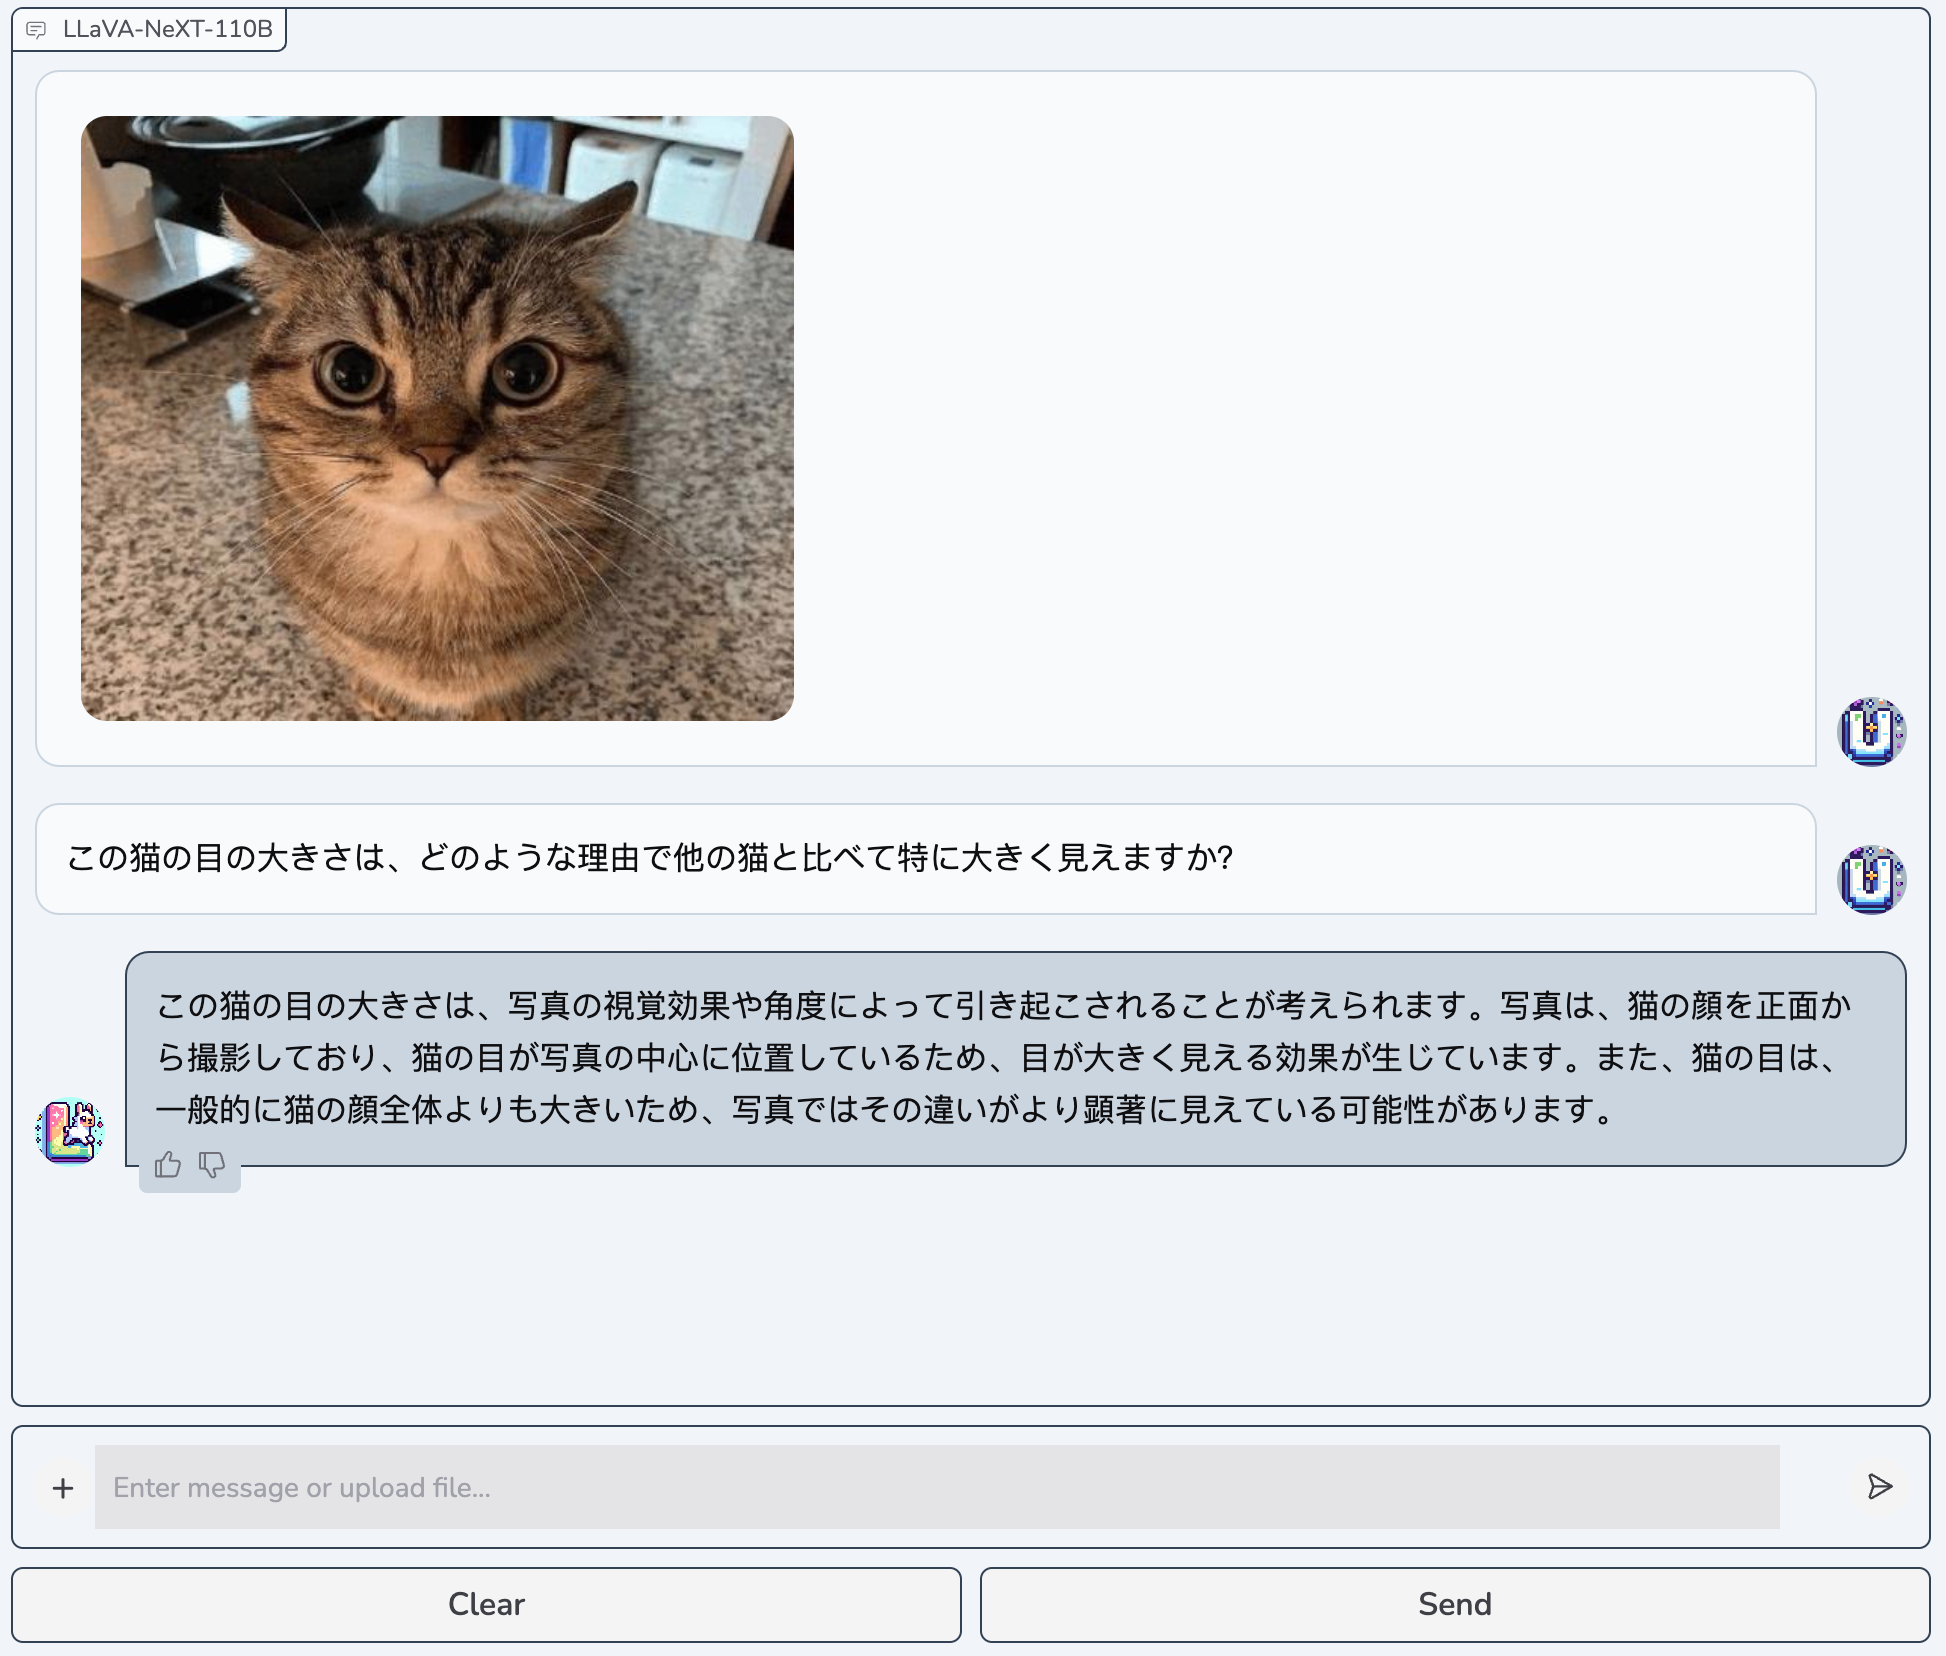 LLaVA-NeXT-110B
この猫の目の大きさは、どのような理由で他の猫と比べて特に大きく見えますか?
この猫の目の大きさは、写真の視覚効果や角度によって引き起こされることが考えられます。写真は、猫の顔を正面か
ら撮影しており、猫の目が写真の中心に位置しているため、目が大きく見える効果が生じています。また、猫の目は、
一般的に猫の顔全体よりも大きいため、写真ではその違いがより顕著に見えている可能性があります。
Enter message or upload file...
Clear
Send